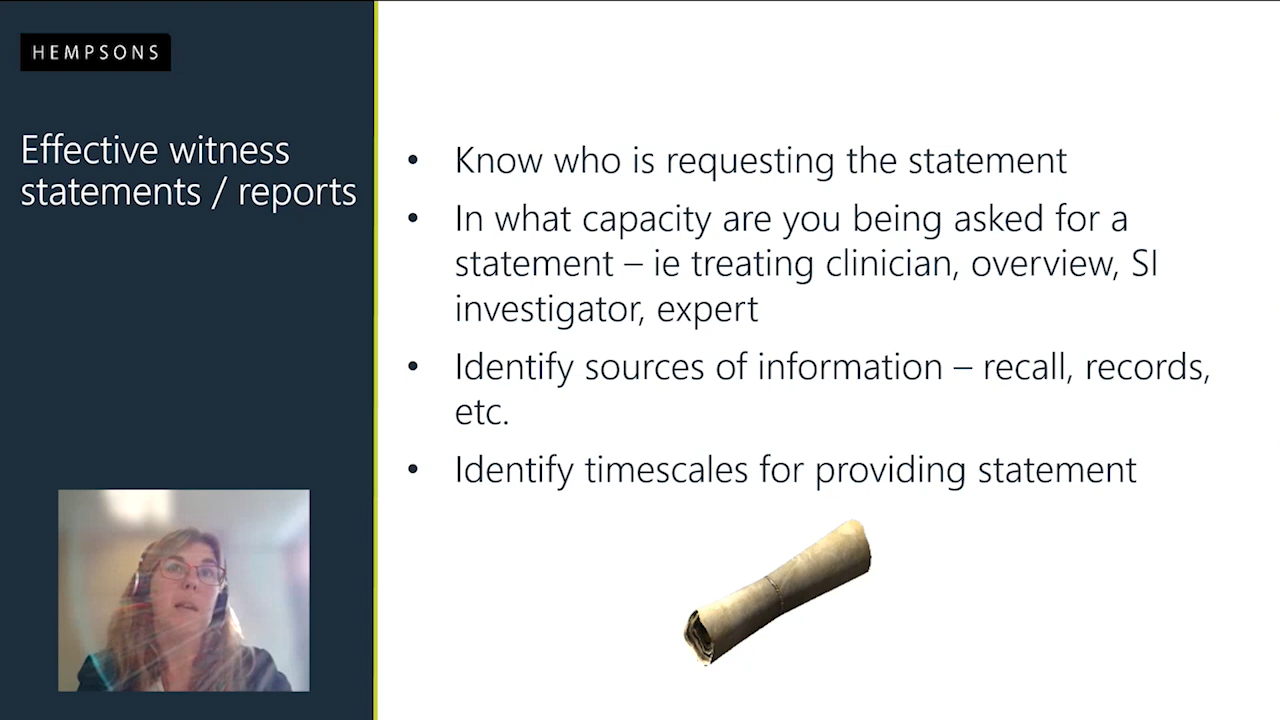 HEMPSONS
Effective witness
statements / reports
• Know who is requesting the statement
• In what capacity are you being asked for a
statement – ie treating clinician, overview, SI
investigator, expert
• Identify sources of information – recall, records,
etc.
• Identify timescales for providing statement